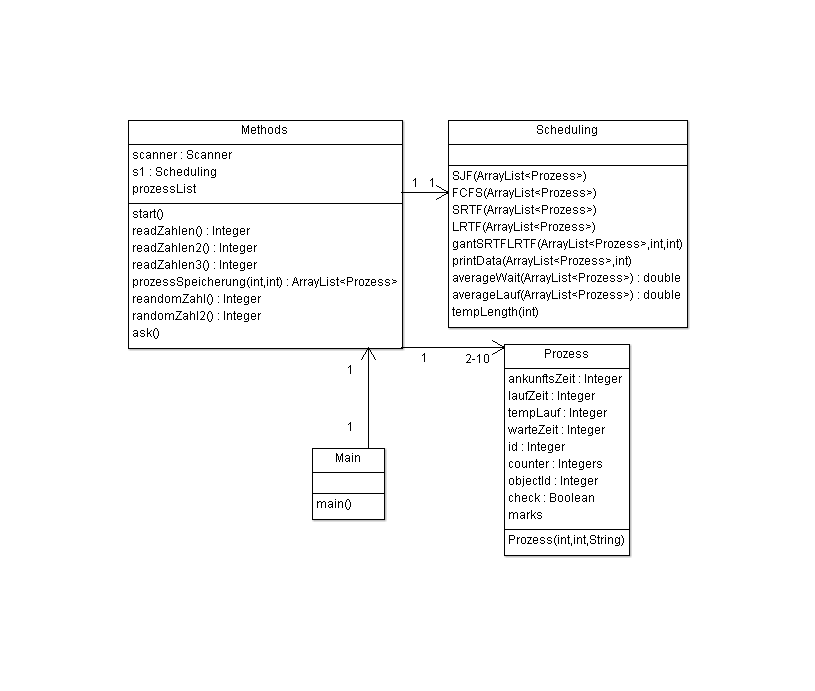 Methods
scanner : Scanner
s1 : Scheduling
prozessList
start()
readZahlen() : Integer
readZahlen2() : Integer
readZahlen3() : Integer
prozessSpeicherung(int,int) : ArrayList<Prozess>
reandomZahl() : Integer
randomZahl2() : Integer
ask()
1 1
Scheduling
SJF(ArrayList<Prozess>)
FCFS(ArrayList<Prozess>)
SRTF(ArrayList<Prozess>)
LRTF(ArrayList<Prozess>)
gantSRTFLRTF(ArrayList<Prozess>,int,int)
printData(ArrayList<Prozess>,int)
averageWait(ArrayList<Prozess>) : double
averageLauf(ArrayList<Prozess>) : double
tempLength(int)
1 2-10
Prozess
ankunftsZeit : Integer
laufZeit : Integer
tempLauf : Integer
warteZeit : Integer
id : Integer
counter : Integers
objectId : Integer
check : Boolean
marks
Prozess(int,int,String)
1
1
Main
main()